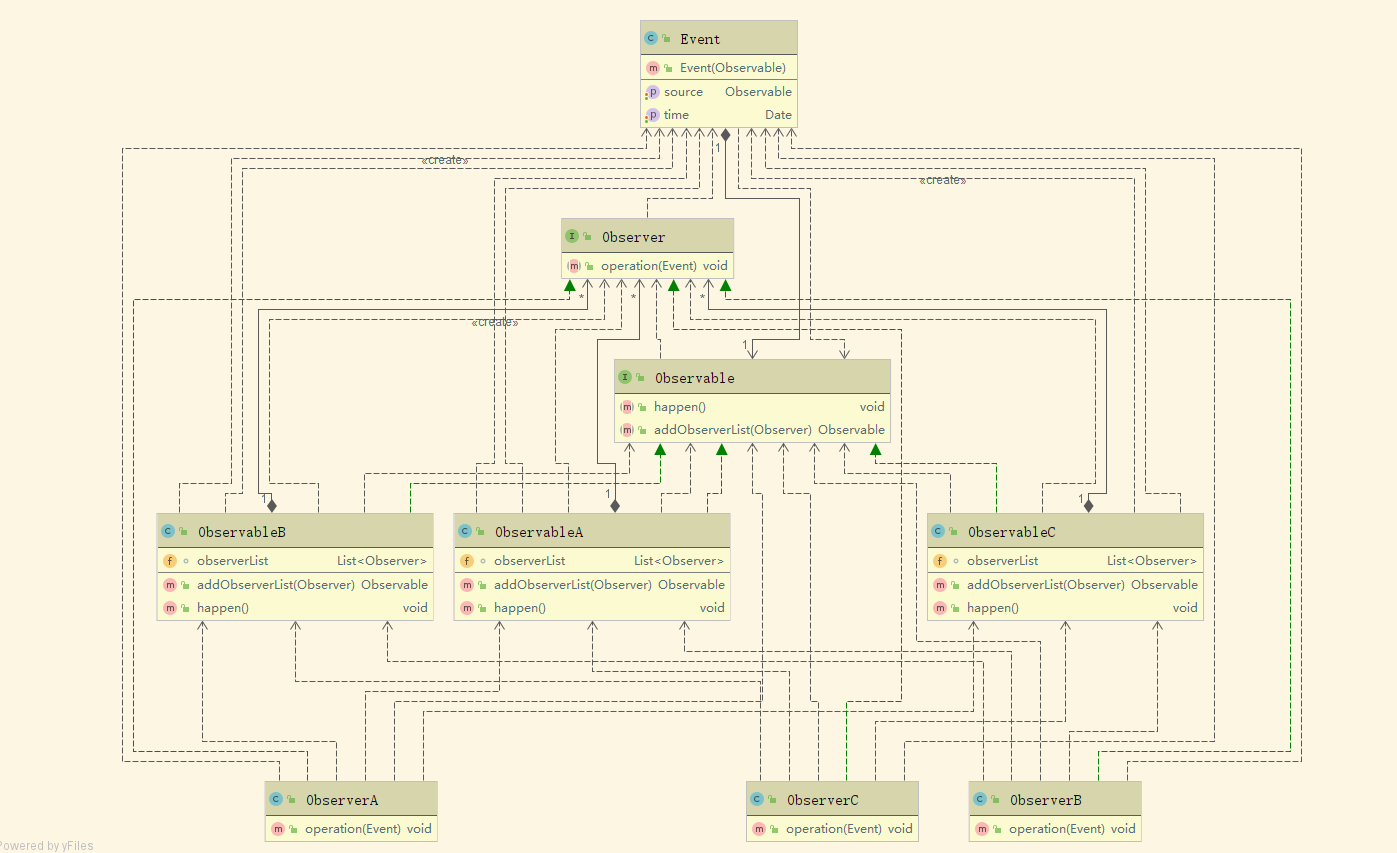 Event
Event(Observable)
source Observable
time Date
1
«create»
«create»
Observer
operation(Event) void
* * *
«create»
1
Observable
happen() void
addObserverList(Observer) Observable
1 1 1
ObservableB
observerList List<Observer>
addObserverList(Observer) Observable
happen() void
ObservableA
observerList List<Observer>
addObserverList(Observer) Observable
happen() void
ObservableC
observerList List<Observer>
addObserverList(Observer) Observable
happen() void
ObserverA
operation(Event) void
ObserverC
operation(Event) void
ObserverB
operation(Event) void
Powered by yFiles